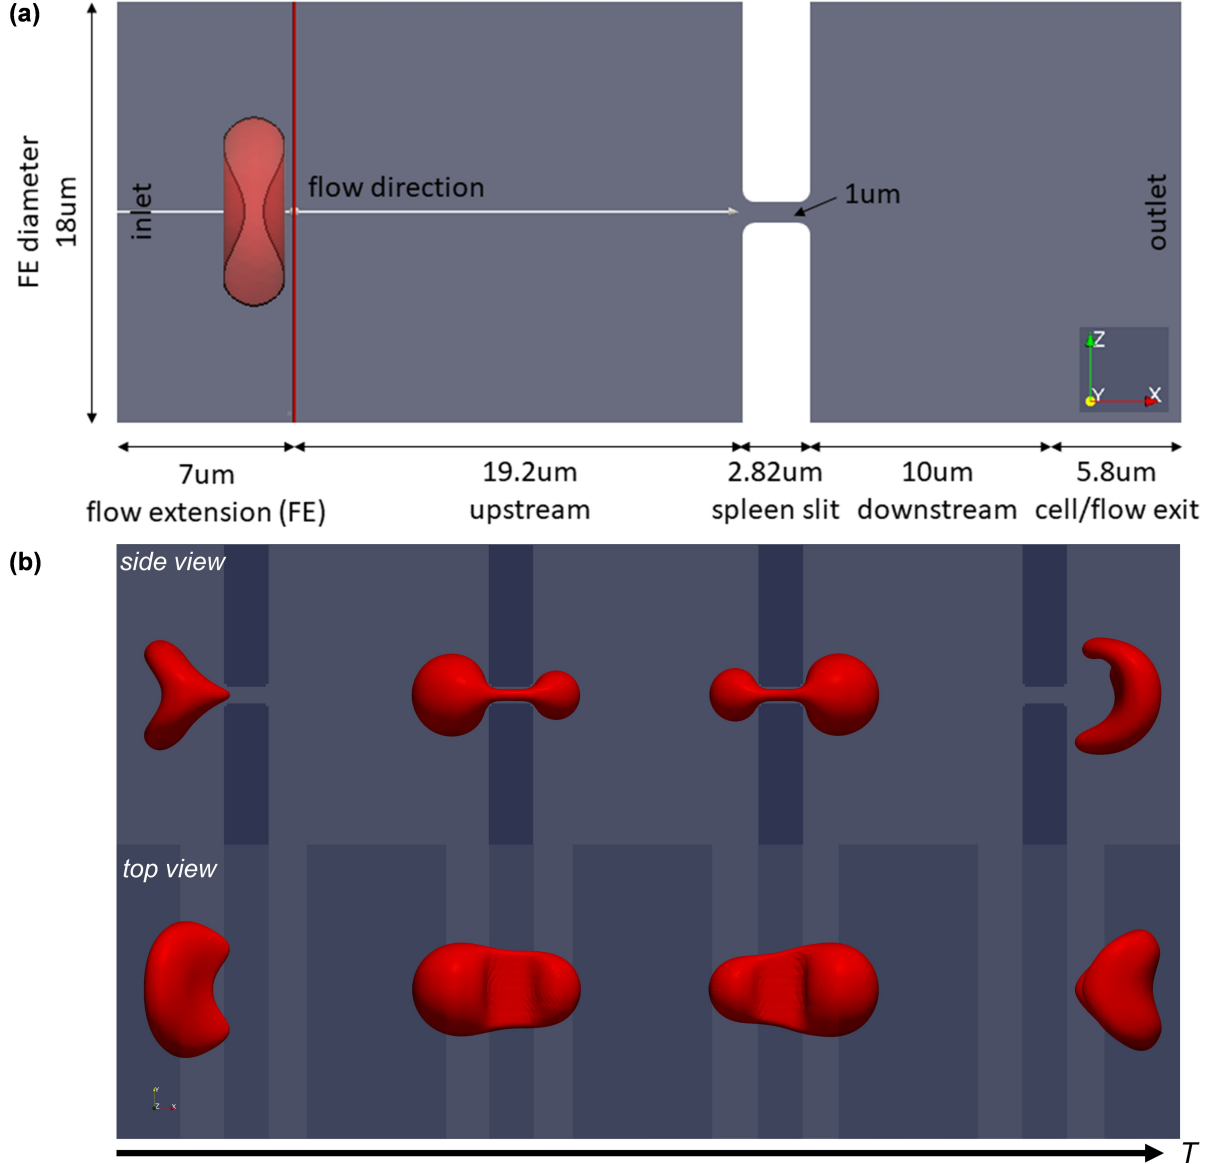 (a)
FE diameter
18um
inlet
flow direction
1um
outlet
Z
Y
X
7um
flow extension (FE)
19.2um
upstream
2.82um
spleen slit
10um
downstream
5.8um
cell/flow exit
(b)
side view
top view
Y
Z
X
T